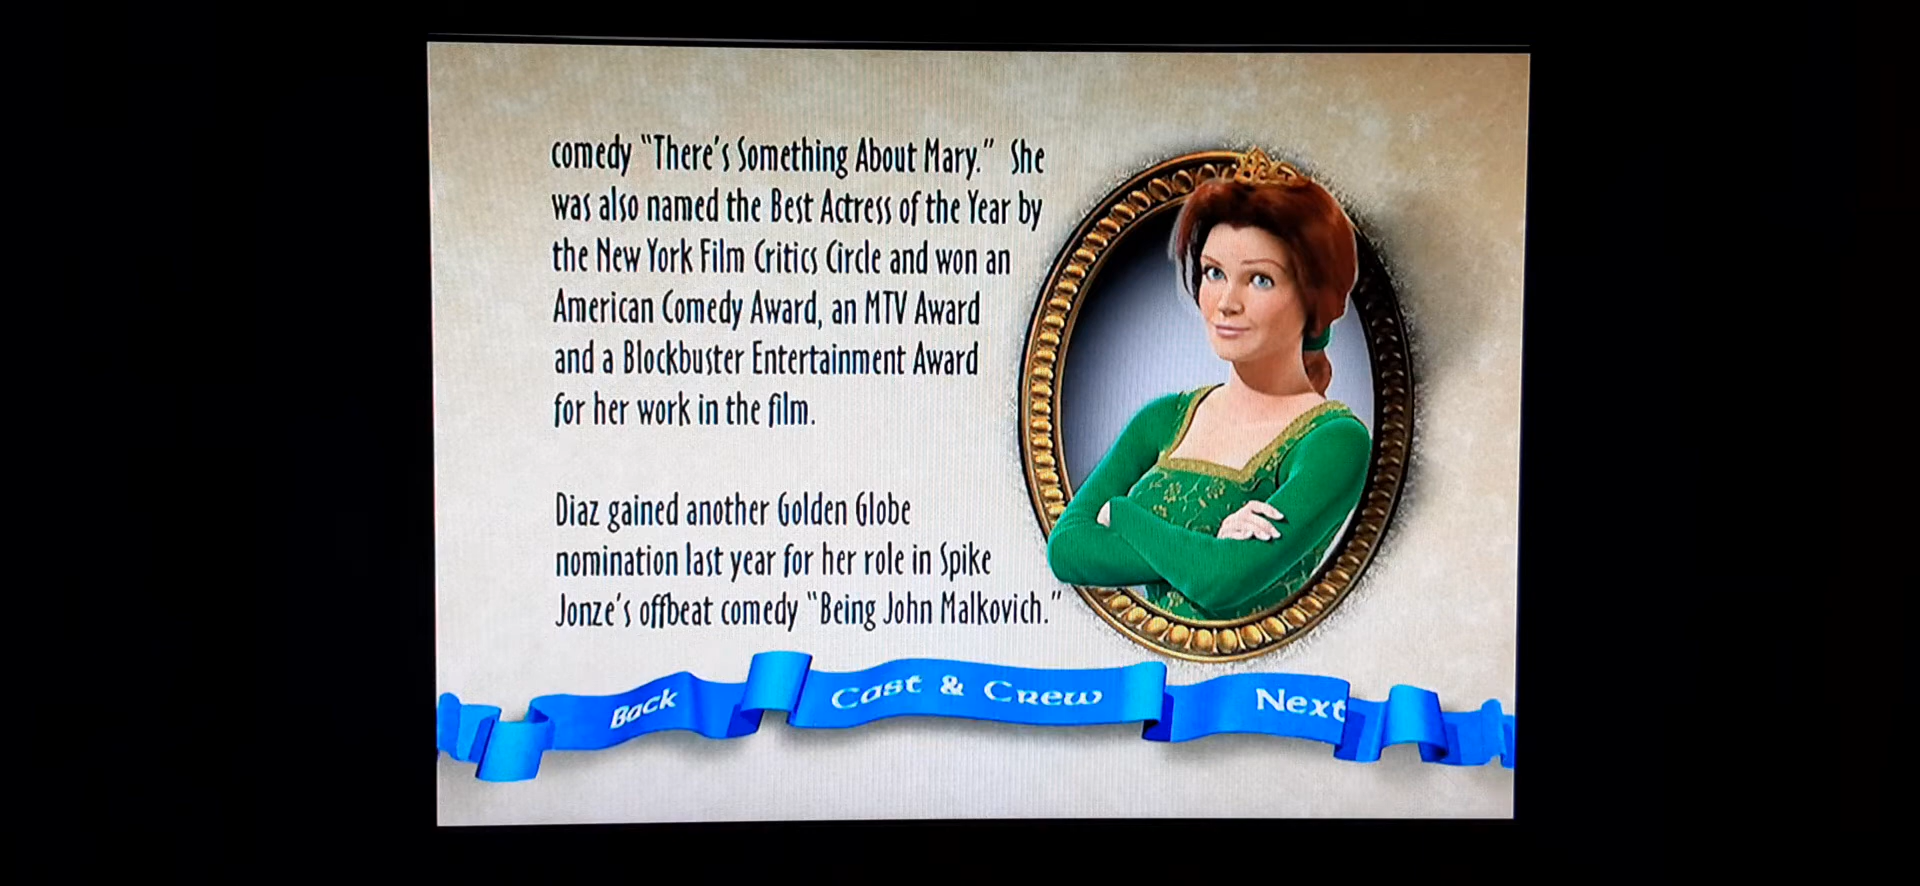 comedy “There’s Something About Mary.” She
was also named the Best Actress of the Year by
the New York Film Critics Circle and won an
American Comedy Award, an MTV Award
and a Blockbuster Entertainment Award
for her work in the film.
Diaz gained another Golden Globe
nomination last year for her role in Spike
Jonze’s offbeat comedy “Being John Malkovich.”
Back
Cast & Crew
Next